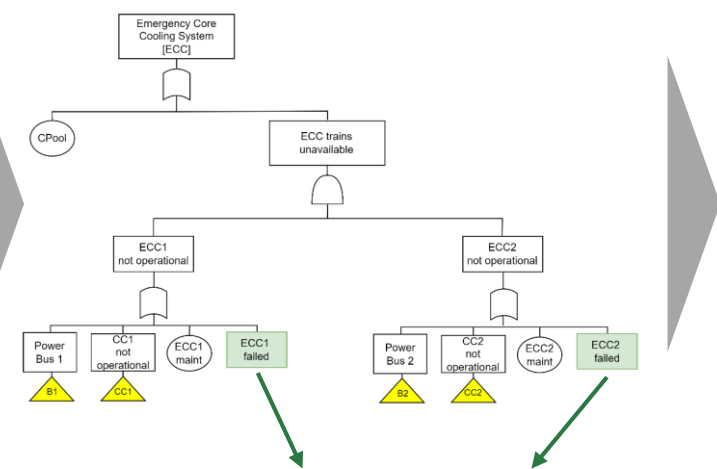 Emergency Core
Cooling System
[ECC]
CPool
ECC trains
unavailable
ECC1
not operational
ECC2
not operational
Power
Bus 1
CC1
not
operational
ECC1
maint
ECC1
failed
Power
Bus 2
CC2
not
operational
ECC2
maint
ECC2
failed
B1
CC1
B2
CC2